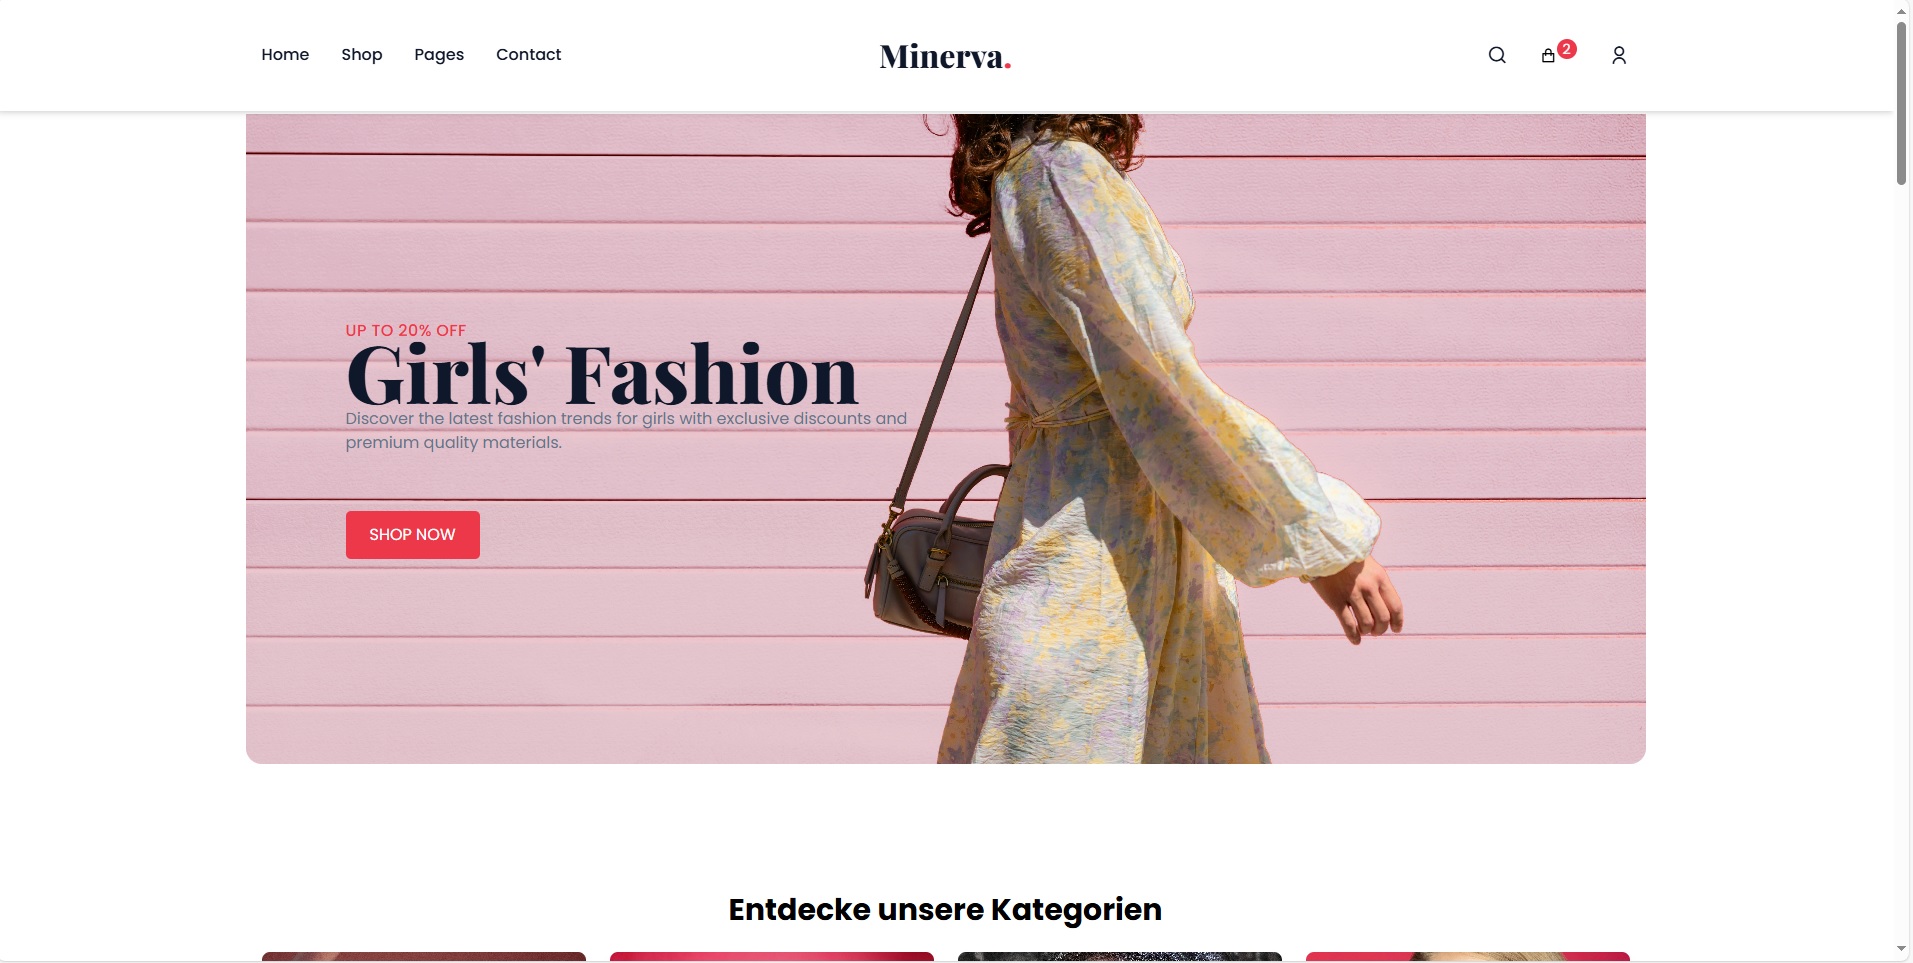 Home Shop Pages Contact Minerva. 2
UP TO 20% OFF
Girls' Fashion
Discover the latest fashion trends for girls with exclusive discounts and
premium quality materials.
SHOP NOW
Entdecke unsere Kategorien